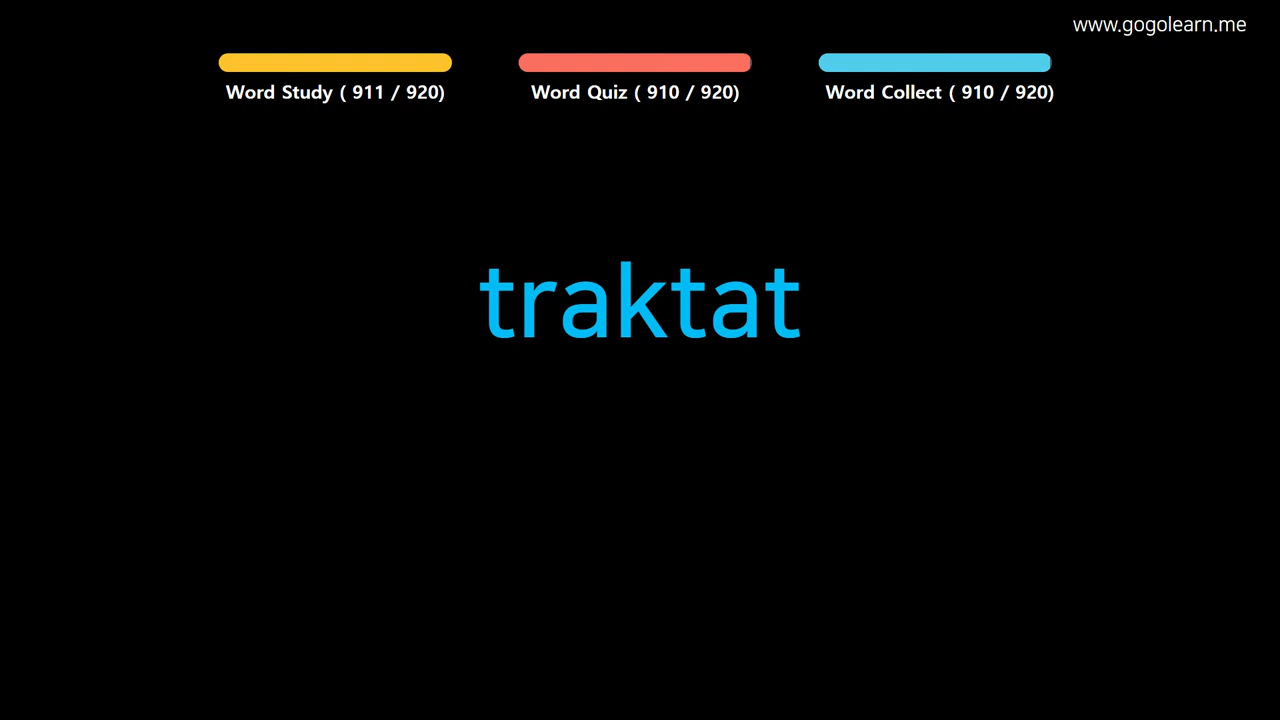 www.gogolearn.me
Word Study ( 911 / 920)
Word Quiz ( 910 / 920)
Word Collect ( 910 / 920)
traktat